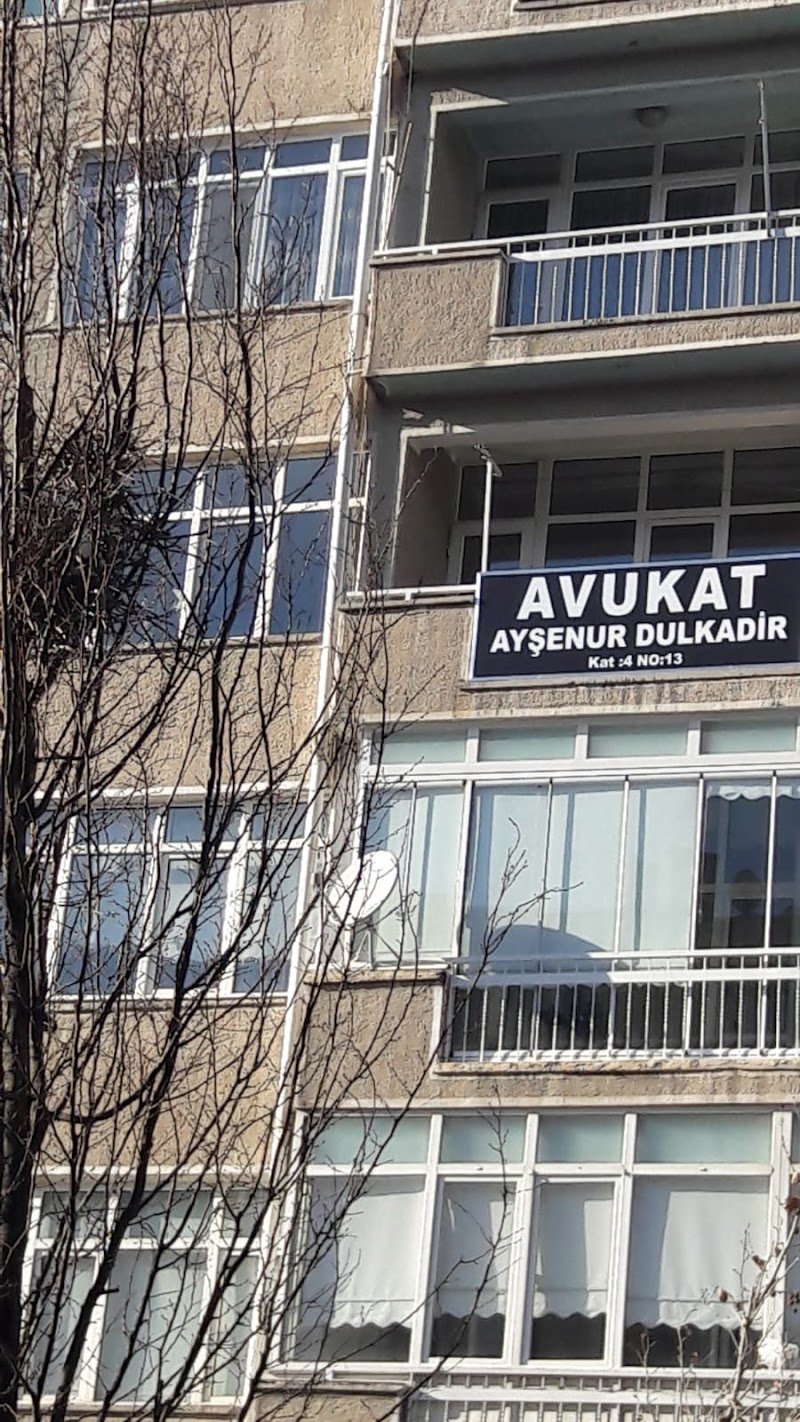 AVUKAT
AYŞENUR DULKADİR
Kat :4 NO:13